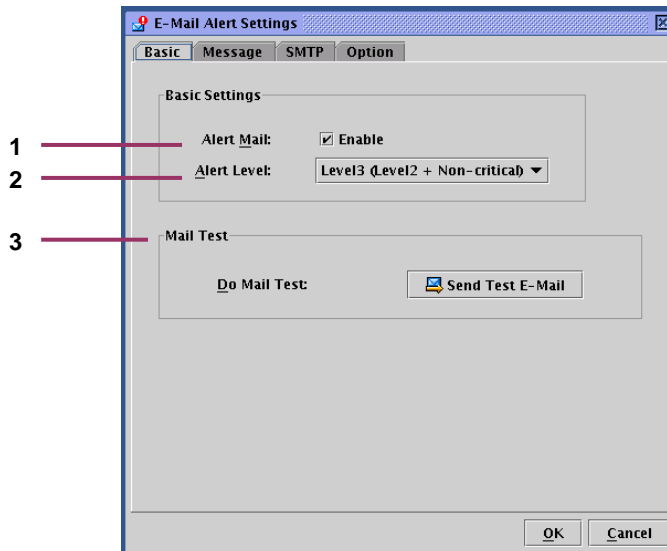 E-Mail Alert Settings
Basic Message SMTP Option
Basic Settings
1 Alert Mail: Enable
2 Alert Level: Level3 (Level2 + Non-critical)
3 Mail Test
Do Mail Test: Send Test E-Mail
OK Cancel